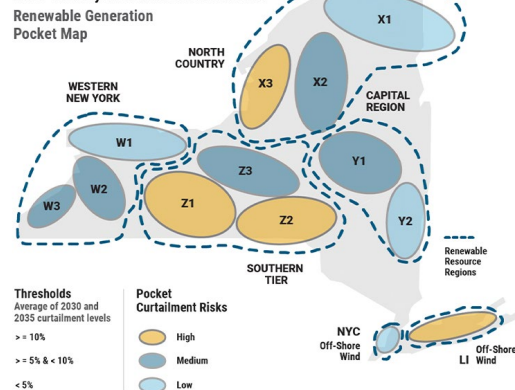 Renewable Generation
Pocket Map
X1
NORTH
COUNTRY
X3
X2
WESTERN
NEW YORK
CAPITAL
REGION
W1
Z3
Y1
W2
W3
Z1
Z2
Y2
Renewable
Resource
Regions
SOUTHERN
TIER
Thresholds
Average of 2030 and
2035 curtailment levels
> = 10%
> = 5% & < 10%
< 5%
Pocket
Curtailment Risks
High
Medium
Low
NYC
Off-Shore
Wind
LI Off-Shore
Wind